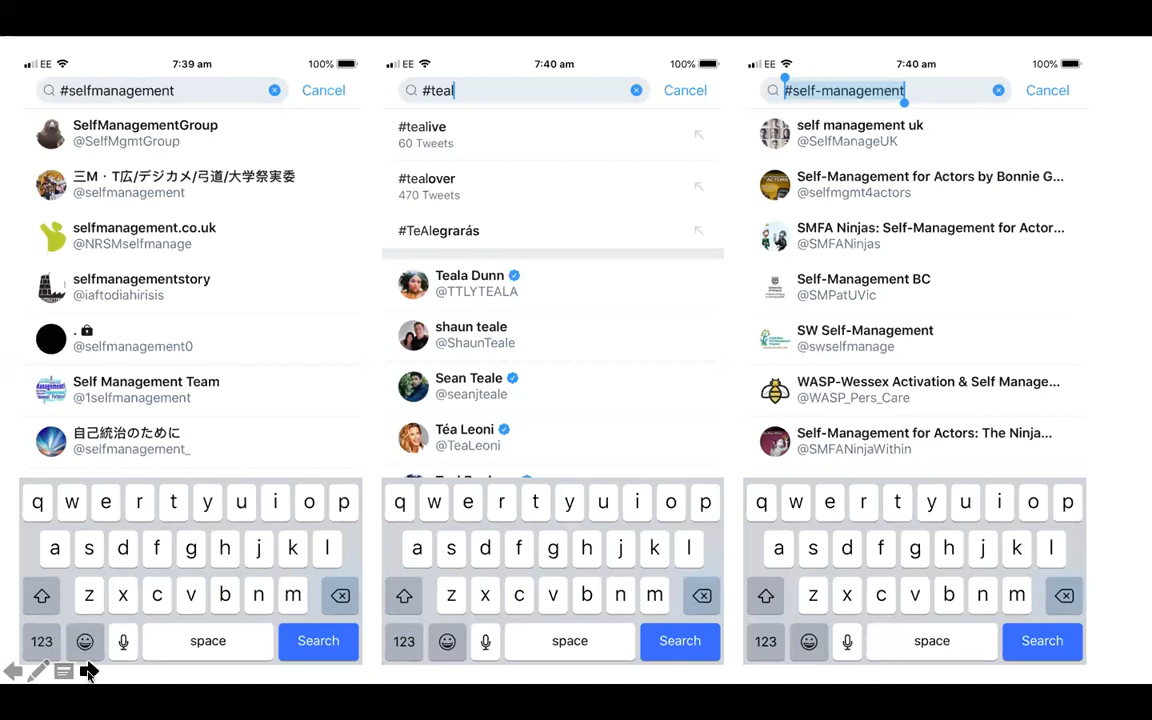 EE 7:39 am 100%
#selfmanagement Cancel
SelfManagementGroup
@SelfMgmtGroup
三M・T広/デジカメ/弓道/大学祭実委
@selfmanagement
selfmanagement.co.uk
@NRSMselfmanage
selfmanagementstory
@iaftodiahirisis
.
@selfmanagement0
Self Management Team
@1selfmanagement
自己統治のために
@selfmanagement_
q w e r t y u i o p
a s d f g h j k l
z x c v b n m
123 space Search
EE 7:40 am 100%
#teal Cancel
#tealive
60 Tweets
#tealover
470 Tweets
#TeAlegrarás
Teala Dunn
@TTLYTEALA
shaun teale
@ShaunTeale
Sean Teale
@seanjteale
Téa Leoni
@TeaLeoni
q w e r t y u i o p
a s d f g h j k l
z x c v b n m
123 space Search
EE 7:40 am 100%
#self-management Cancel
self management uk
@SelfManageUK
Self-Management for Actors by Bonnie G...
@selfmgmt4actors
SMFA Ninjas: Self-Management for Actor...
@SMFANinjas
Self-Management BC
@SMPatUVic
SW Self-Management
@swselfmanage
WASP-Wessex Activation & Self Manage...
@WASP_Pers_Care
Self-Management for Actors: The Ninja...
@SMFANinjaWithin
q w e r t y u i o p
a s d f g h j k l
z x c v b n m
123 space Search